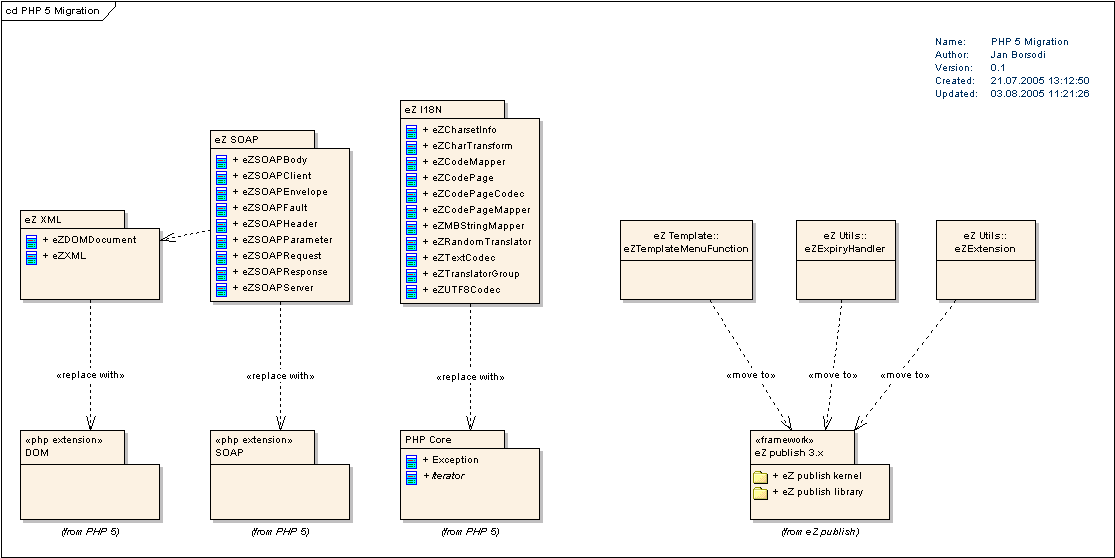 cd PHP 5 Migration
Name: PHP 5 Migration
Author: Jan Borsodi
Version: 0.1
Created: 21.07.2005 13:12:50
Updated: 03.08.2005 11:21:26
eZ XML
+ eZDOMDocument
+ eZXML
eZ SOAP
+ eZSOAPBody
+ eZSOAPClient
+ eZSOAPEnvelope
+ eZSOAPFault
+ eZSOAPHeader
+ eZSOAPParameter
+ eZSOAPRequest
+ eZSOAPResponse
+ eZSOAPServer
eZ I18N
+ eZCharsetInfo
+ eZCharTransform
+ eZCodeMapper
+ eZCodePage
+ eZCodePageCodec
+ eZCodePageMapper
+ eZMBStringMapper
+ eZRandomTranslator
+ eZTextCodec
+ eZTranslatorGroup
+ eZUTF8Codec
eZ Template::
eZTemplateMenuFunction
eZ Utils::
eZExpiryHandler
eZ Utils::
eZExtension
«replace with»
«replace with»
«replace with»
«move to»
«move to»
«move to»
«php extension»
DOM
(from PHP 5)
«php extension»
SOAP
(from PHP 5)
PHP Core
+ Exception
+ Iterator
(from PHP 5)
«framework»
eZ publish 3.x
+ eZ publish kernel
+ eZ publish library
(from eZ publish)